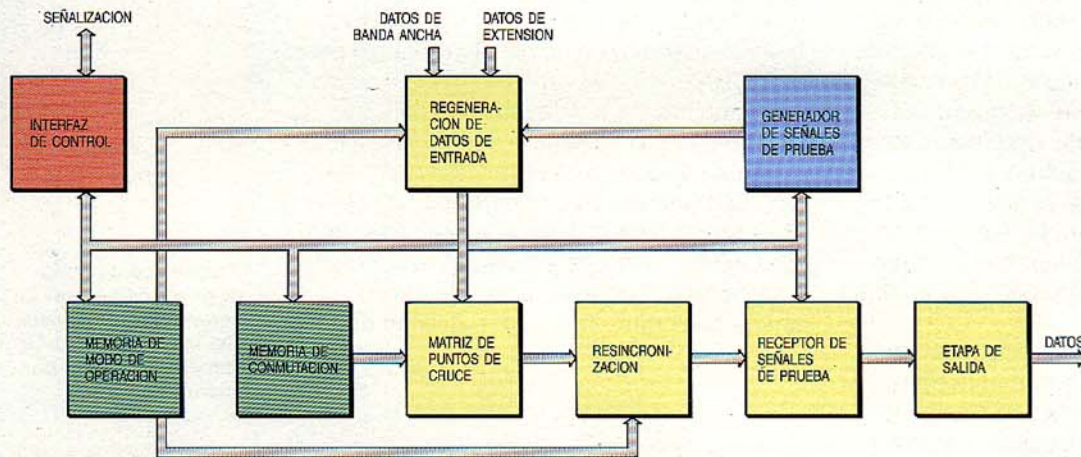 SEÑALIZACION
DATOS DE
BANDA ANCHA
DATOS DE
EXTENSION
INTERFAZ
DE CONTROL
REGENERA-
CION DE
DATOS DE
ENTRADA
GENERADOR
DE SEÑALES
DE PRUEBA
MEMORIA DE
MODO DE
OPERACION
MEMORIA DE
CONMUTACION
MATRIZ DE
PUNTOS DE
CRUCE
RESINCRONI-
ZACION
RECEPTOR DE
SEÑALES
DE PRUEBA
ETAPA DE
SALIDA
DATOS